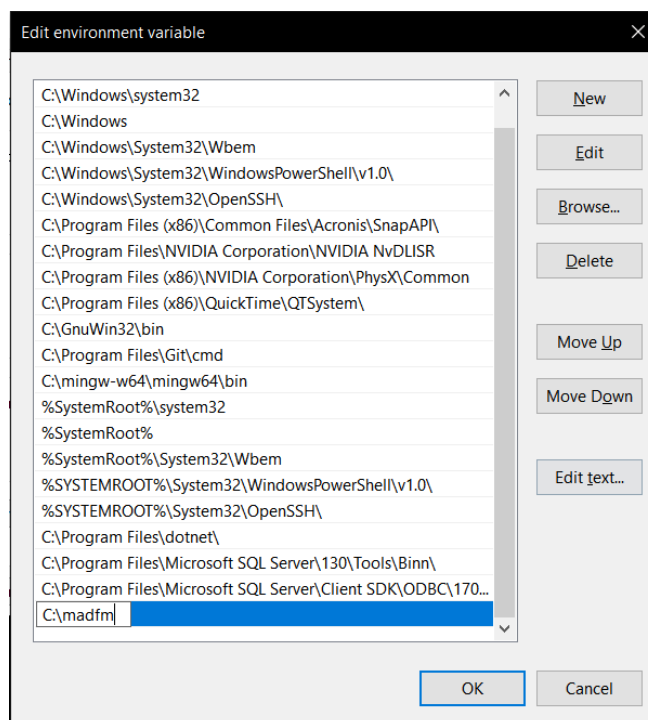 Edit environment variable
C:\Windows\system32
C:\Windows
C:\Windows\System32\Wbem
C:\Windows\System32\WindowsPowerShell\v1.0\
C:\Windows\System32\OpenSSH\
C:\Program Files (x86)\Common Files\Acronis\SnapAPI\
C:\Program Files\NVIDIA Corporation\NVIDIA NvDLISR
C:\Program Files (x86)\NVIDIA Corporation\PhysX\Common
C:\Program Files (x86)\QuickTime\QTSystem\
C:\GnuWin32\bin
C:\Program Files\Git\cmd
C:\mingw-w64\mingw64\bin
%SystemRoot%\system32
%SystemRoot%
%SystemRoot%\System32\Wbem
%SYSTEMROOT%\System32\WindowsPowerShell\v1.0\
%SYSTEMROOT%\System32\OpenSSH\
C:\Program Files\dotnet\
C:\Program Files\Microsoft SQL Server\130\Tools\Binn\
C:\Program Files\Microsoft SQL Server\Client SDK\ODBC\170...
C:\madfm
New
Edit
Browse...
Delete
Move Up
Move Down
Edit text...
OK
Cancel